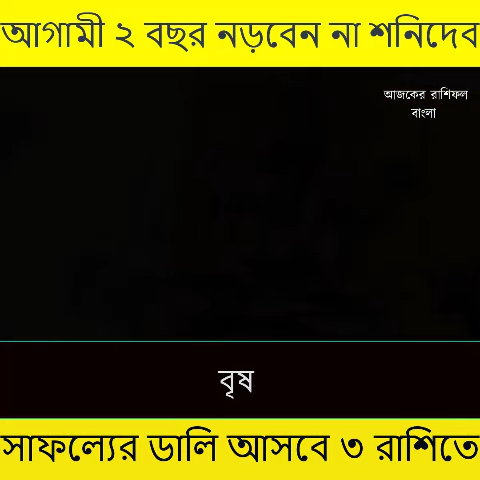 আগামী ২ বছর নড়বেন না শনিদেব
আজকের রাশিফল
বাংলা
বৃষ
সাফল্যের ডালি আসবে ৩ রাশিতে